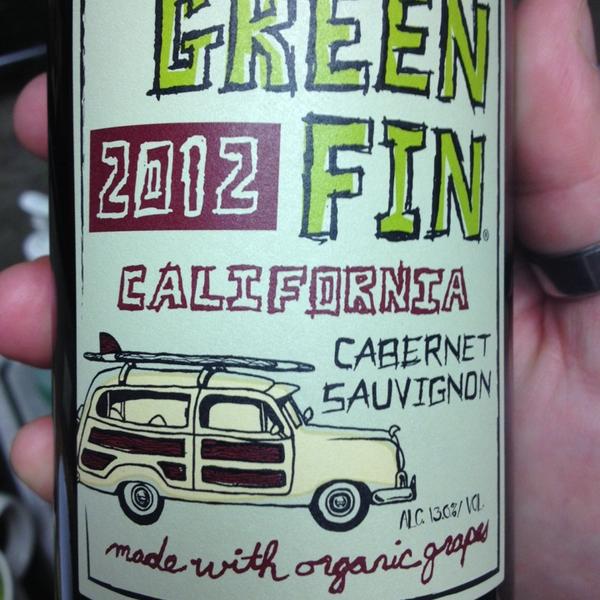 GREEN
2012 FIN®
CALIFORNIA
CABERNET
SAUVIGNON
ALC. 13.0%/VOL.
made with organic grapes